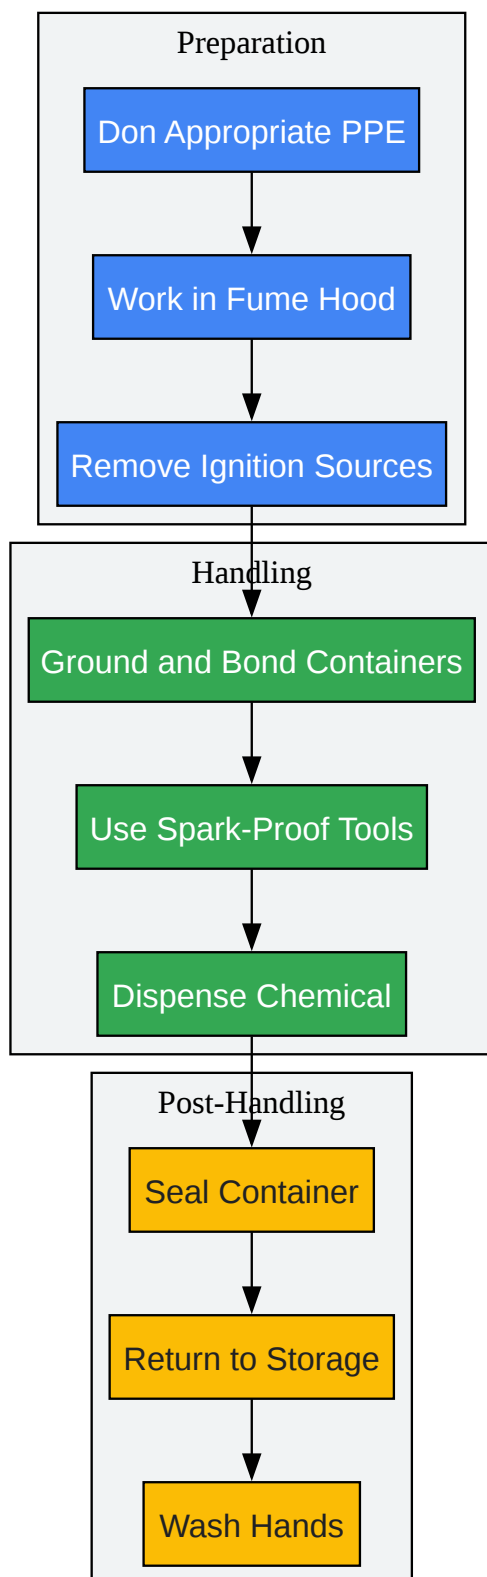 Preparation
Don Appropriate PPE
Work in Fume Hood
Remove Ignition Sources
Handling
Ground and Bond Containers
Use Spark-Proof Tools
Dispense Chemical
Post-Handling
Seal Container
Return to Storage
Wash Hands